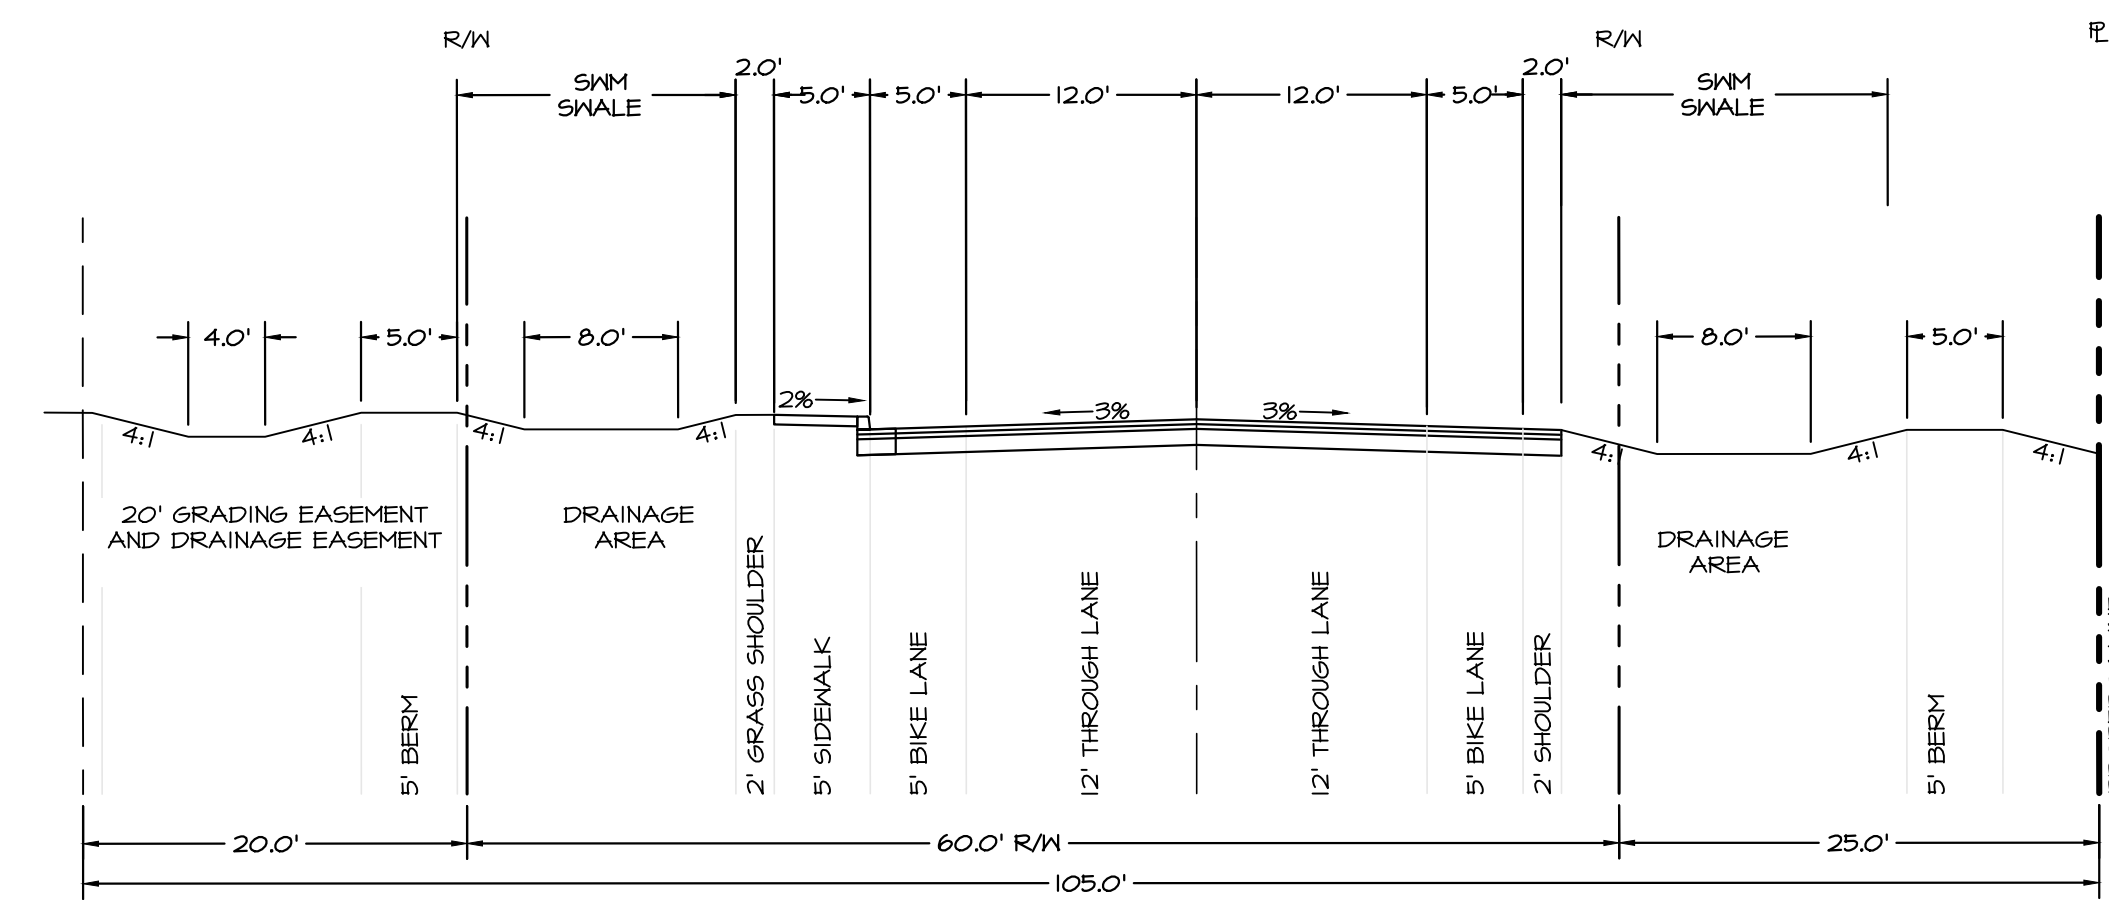 R/W
R/W
PL
2.0'
2.0'
SWM
SWALE
5.0'
5.0'
12.0'
12.0'
5.0'
SWM
SWALE
4.0'
5.0'
8.0'
8.0'
5.0'
2%
3%
3%
4:1
4:1
4:1
4:1
4:1
4:1
4:1
20' GRADING EASEMENT
AND DRAINAGE EASEMENT
DRAINAGE
AREA
DRAINAGE
AREA
5' BERM
2' GRASS SHOULDER
5' SIDEWALK
5' BIKE LANE
12' THROUGH LANE
12' THROUGH LANE
5' BIKE LANE
2' SHOULDER
5' BERM
20.0'
60.0' R/W
25.0'
105.0'